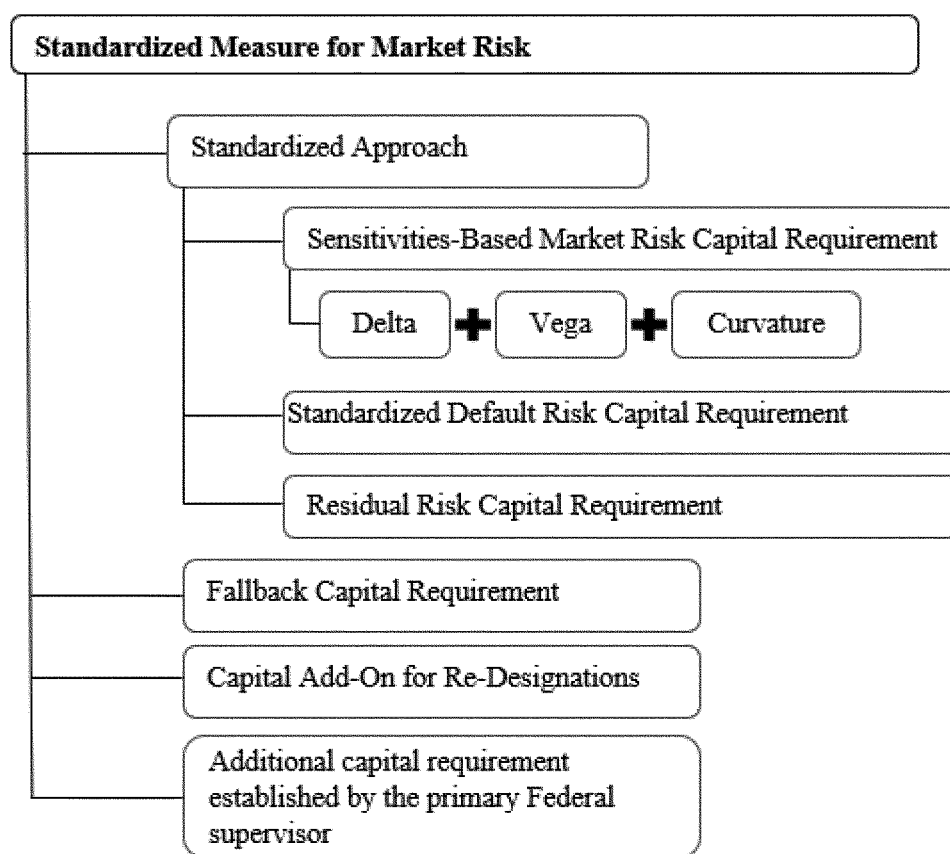 Standardized Measure for Market Risk
Standardized Approach
Sensitivities-Based Market Risk Capital Requirement
Delta + Vega + Curvature
Standardized Default Risk Capital Requirement
Residual Risk Capital Requirement
Fallback Capital Requirement
Capital Add-On for Re-Designations
Additional capital requirement
established by the primary Federal
supervisor